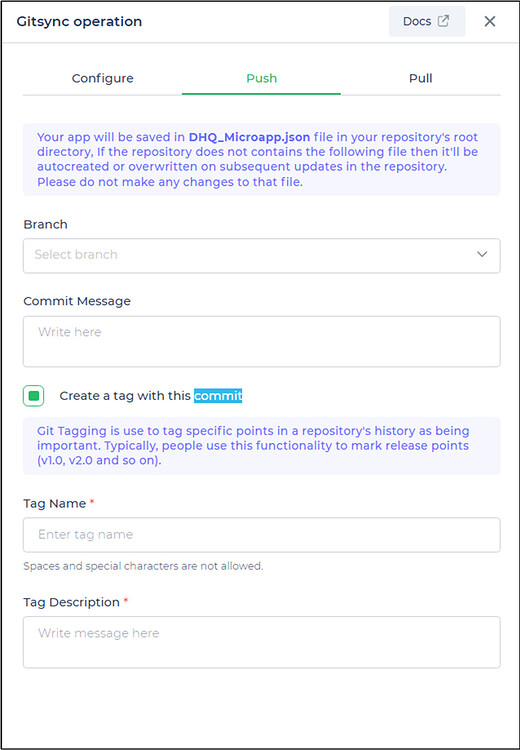 Gitsync operation
Docs
Configure
Push
Pull
Your app will be saved in DHQ_Microapp.json file in your repository's root
directory, If the repository does not contains the following file then it'll be
autocreated or overwritten on subsequent updates in the repository.
Please do not make any changes to that file.
Branch
Select branch
Commit Message
Write here
Create a tag with this commit
Git Tagging is use to tag specific points in a repository's history as being
important. Typically, people use this functionality to mark release points
(v1.0, v2.0 and so on).
Tag Name *
Enter tag name
Spaces and special characters are not allowed.
Tag Description *
Write message here